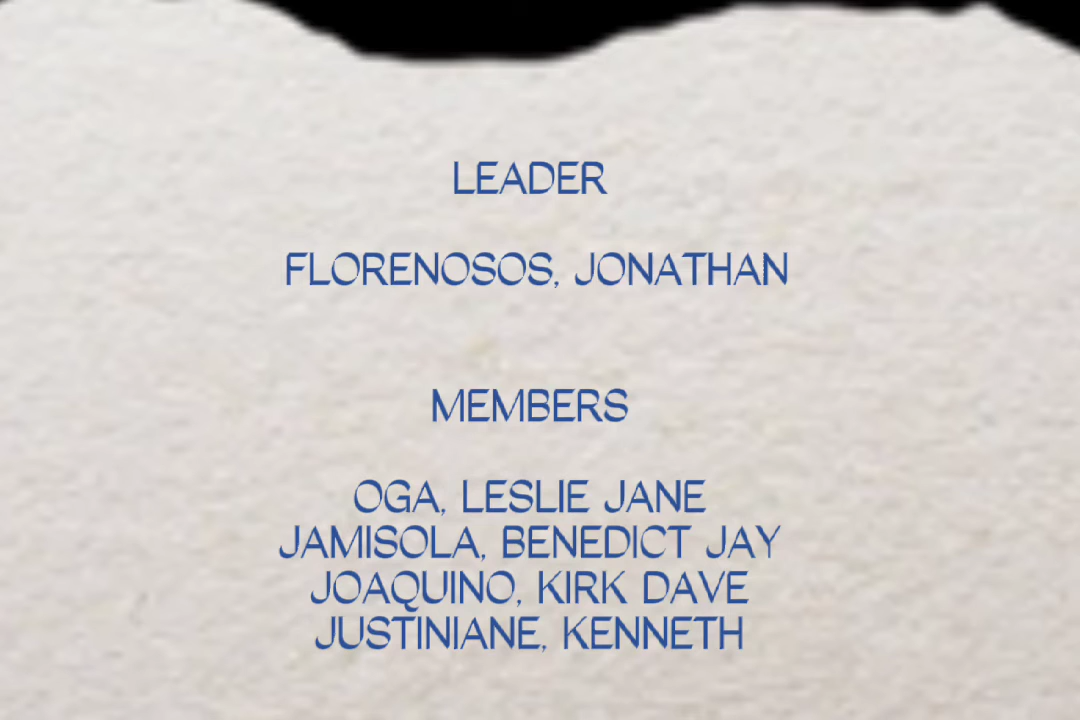 LEADER
FLORENOSOS, JONATHAN
MEMBERS
OGA, LESLIE JANE
JAMISOLA, BENEDICT JAY
JOAQUINO, KIRK DAVE
JUSTINIANE, KENNETH